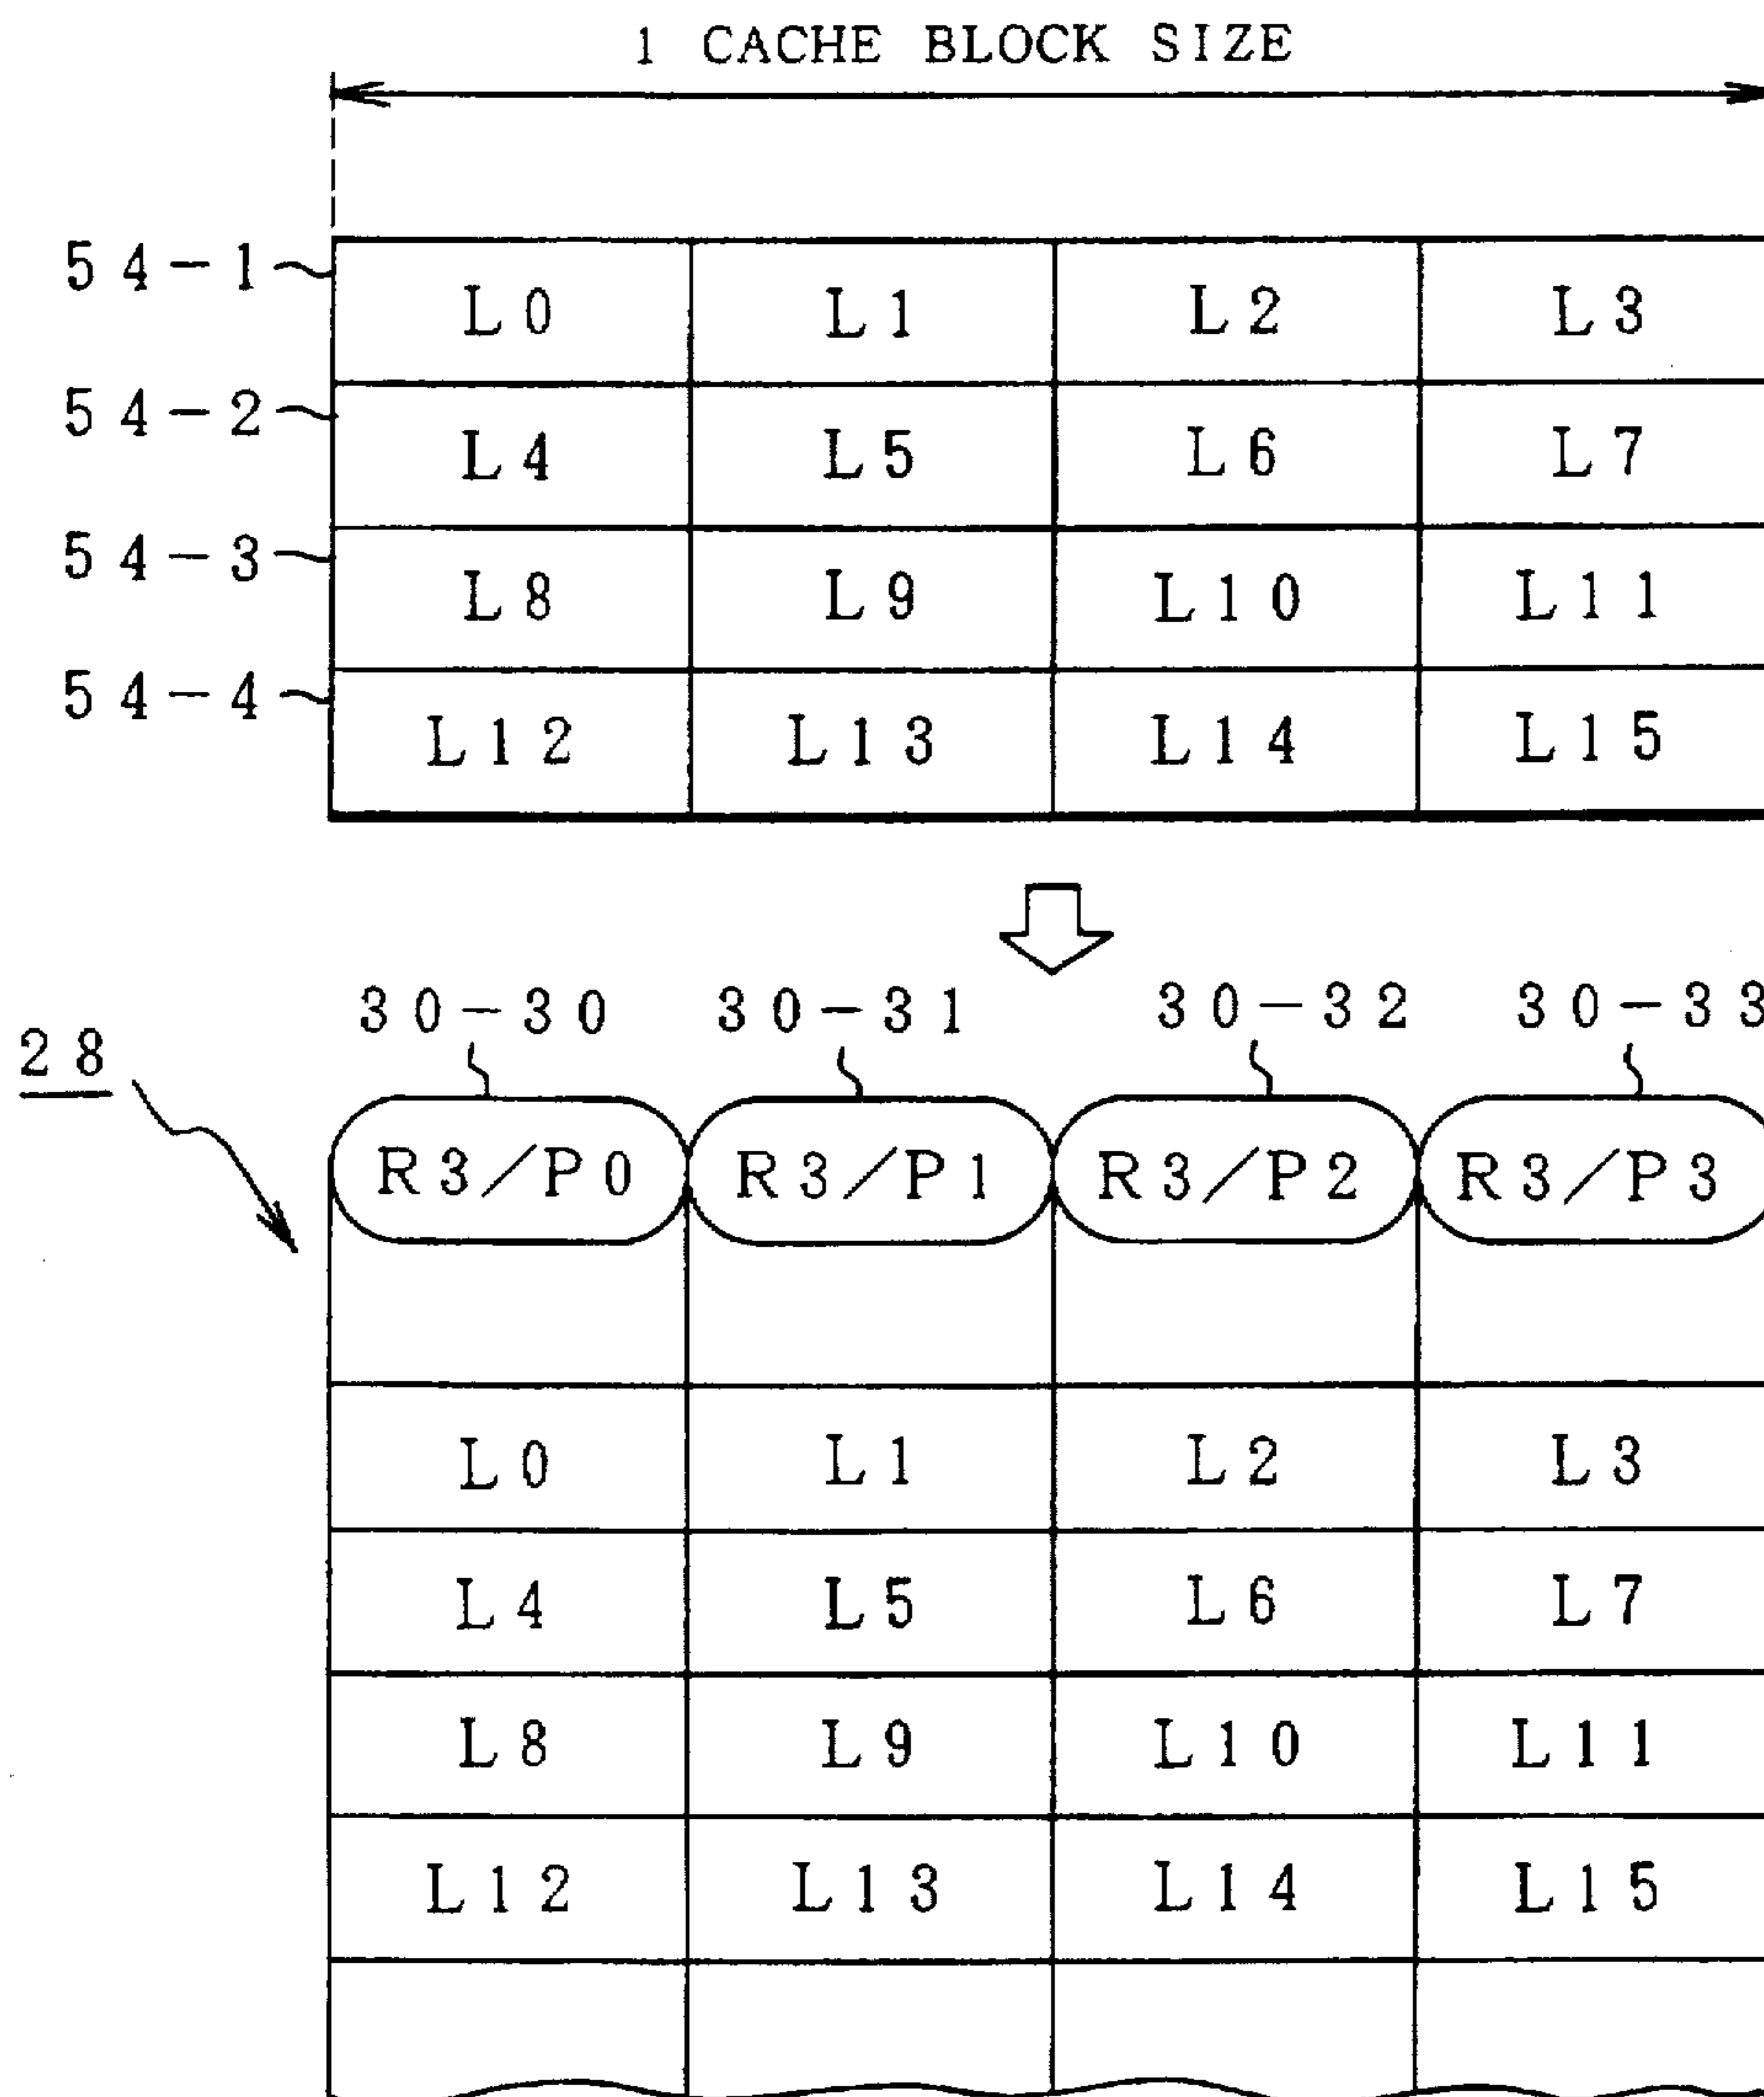 1 CACHE BLOCK SIZE
54-1 L0 L1 L2 L3
54-2 L4 L5 L6 L7
54-3 L8 L9 L10 L11
54-4 L12 L13 L14 L15
30-30 30-31 30-32 30-33
28
R3/P0 R3/P1 R3/P2 R3/P3
L0 L1 L2 L3
L4 L5 L6 L7
L8 L9 L10 L11
L12 L13 L14 L15